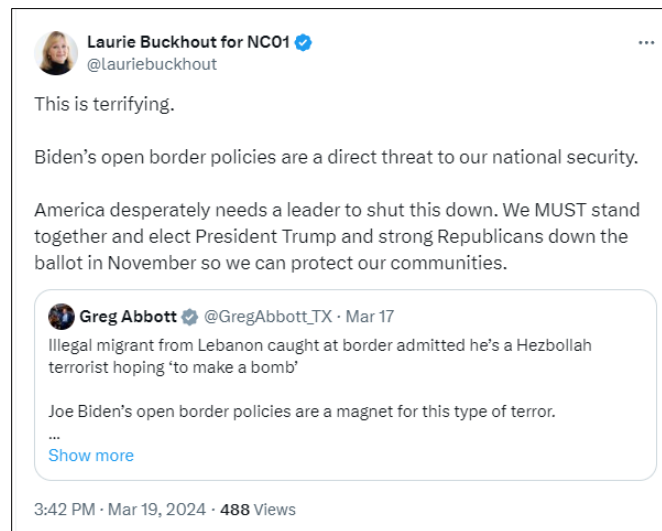 Laurie Buckhout for NC01
@lauriebuckhout
This is terrifying.
Biden’s open border policies are a direct threat to our national security.
America desperately needs a leader to shut this down. We MUST stand
together and elect President Trump and strong Republicans down the
ballot in November so we can protect our communities.
Greg Abbott @GregAbbott_TX · Mar 17
Illegal migrant from Lebanon caught at border admitted he’s a Hezbollah
terrorist hoping ‘to make a bomb’
Joe Biden’s open border policies are a magnet for this type of terror.
...
Show more
3:42 PM · Mar 19, 2024 · 488 Views